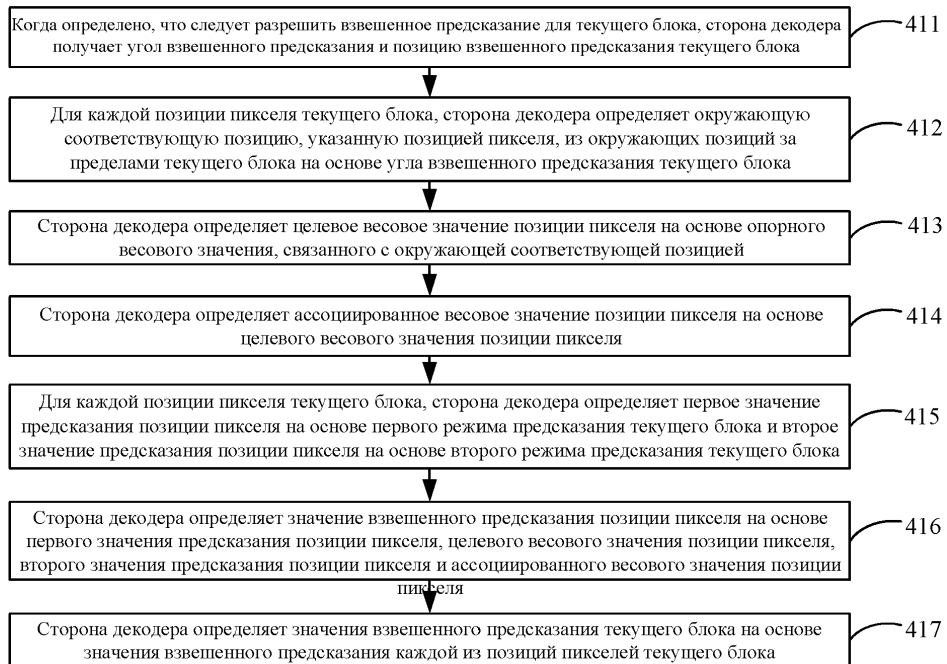 Когда определено, что следует разрешить взвешенное предсказание для текущего блока, сторона декодера
получает угол взвешенного предсказания и позицию взвешенного предсказания текущего блока
411
Для каждой позиции пикселя текущего блока, сторона декодера определяет окружающую
соответствующую позицию, указанную позицией пикселя, из окружающих позиций за
пределами текущего блока на основе угла взвешенного предсказания текущего блока
412
Сторона декодера определяет целевое весовое значение позиции пикселя на основе опорного
весового значения, связанного с окружающей соответствующей позицией
413
Сторона декодера определяет ассоциированное весовое значение позиции пикселя на основе
целевого весового значения позиции пикселя
414
Для каждой позиции пикселя текущего блока, сторона декодера определяет первое значение
предсказания позиции пикселя на основе первого режима предсказания текущего блока и второе
значение предсказания позиции пикселя на основе второго режима предсказания текущего блока
415
Сторона декодера определяет значение взвешенного предсказания позиции пикселя на основе
первого значения предсказания позиции пикселя, целевого весового значения позиции пикселя,
второго значения предсказания позиции пикселя и ассоциированного весового значения позиции
пикселя
416
Сторона декодера определяет значения взвешенного предсказания текущего блока на основе
значения взвешенного предсказания каждой из позиций пикселей текущего блока
417